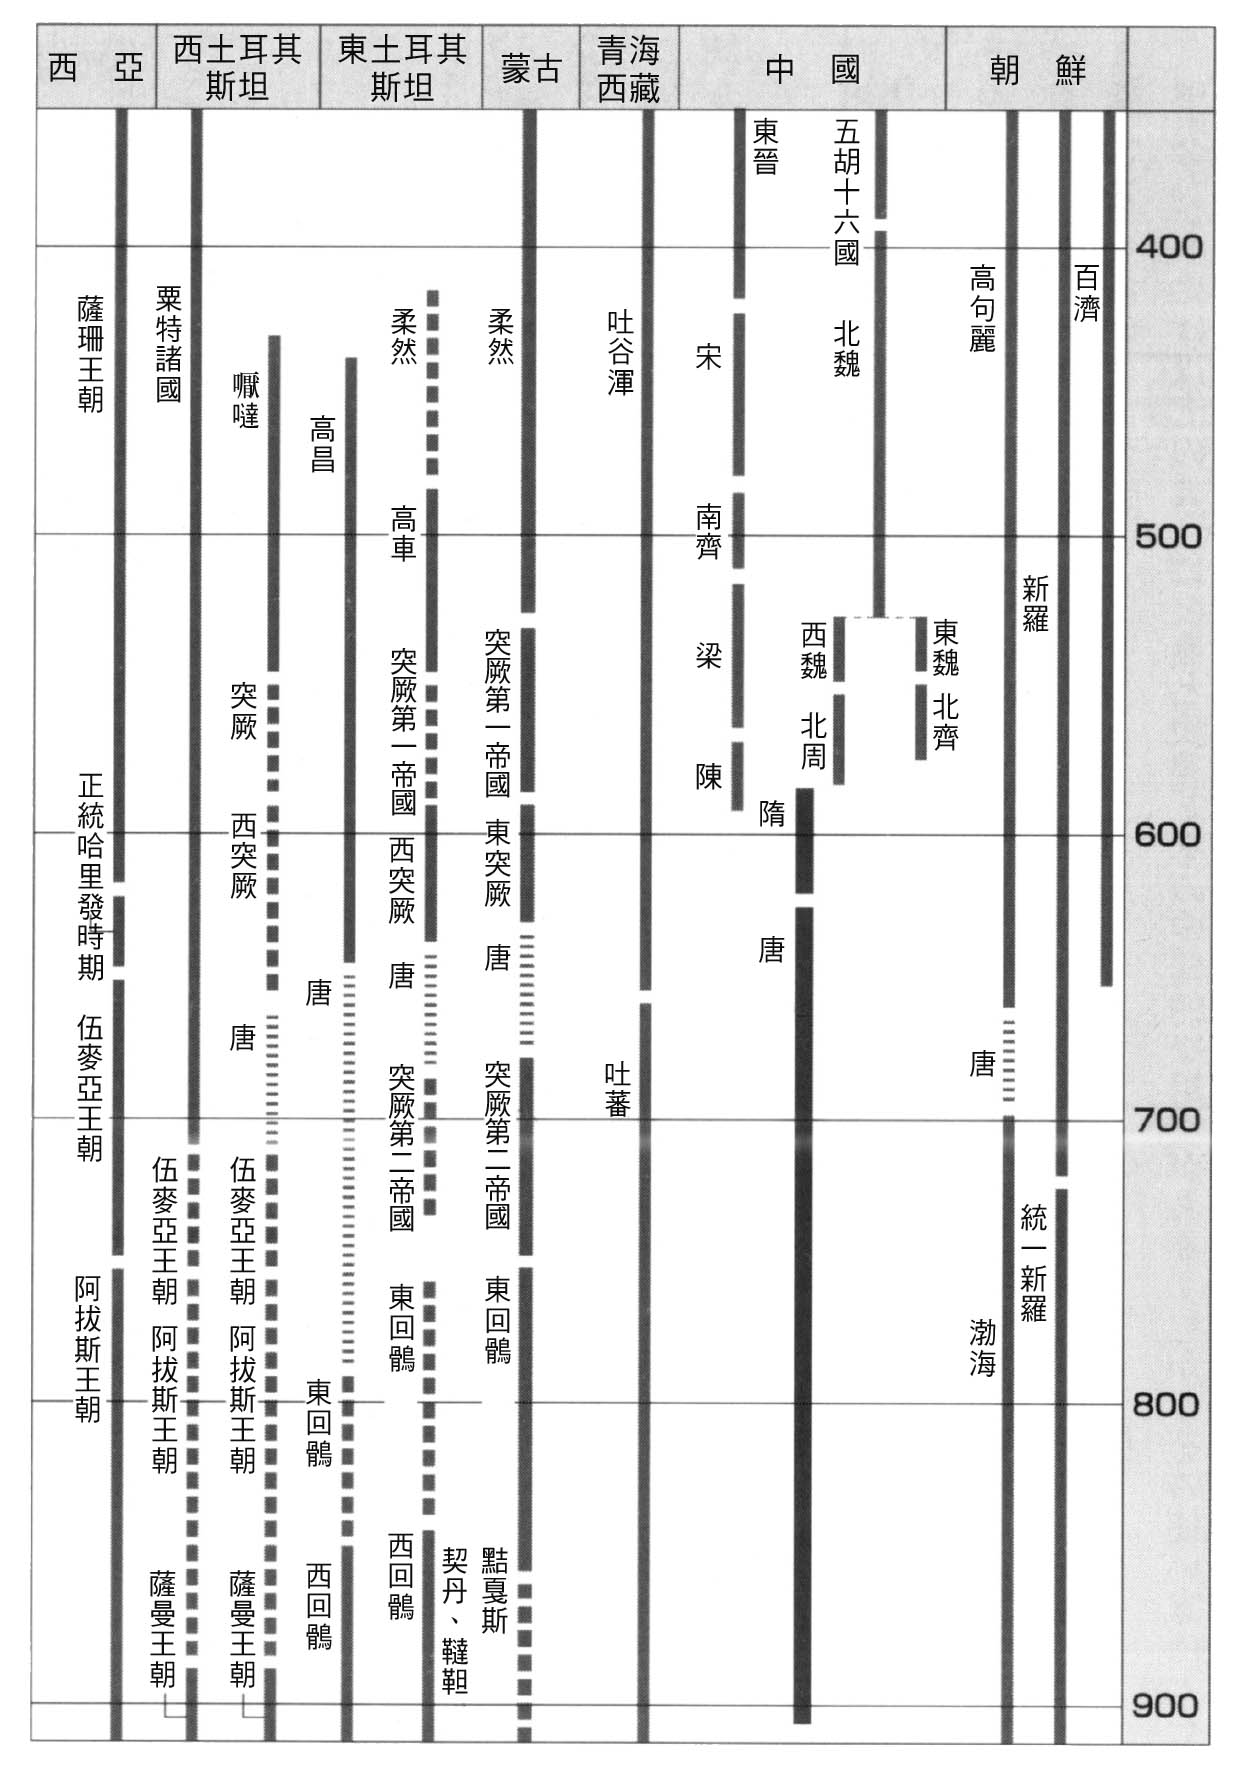 西亞
西土耳其
斯坦
東土耳其
斯坦
蒙古
青海
西藏
中國
朝鮮
薩珊王朝
正統哈里發時期
伍麥亞王朝
阿拔斯王朝
粟特諸國
伍麥亞王朝
阿拔斯王朝
薩曼王朝
嚈噠
突厥
西突厥
唐
伍麥亞王朝
阿拔斯王朝
薩曼王朝
高昌
唐
東回鶻
西回鶻
柔然
高車
突厥第一帝國
西突厥
唐
突厥第二帝國
東回鶻
西回鶻
柔然
突厥第一帝國
東突厥
唐
突厥第二帝國
東回鶻
黠戛斯
契丹、韃靼
吐谷渾
吐蕃
東晉
宋
南齊
梁
陳
五胡十六國
北魏
西魏
北周
東魏
北齊
隋
唐
高句麗
唐
渤海
新羅
統一新羅
百濟
400
500
600
700
800
900